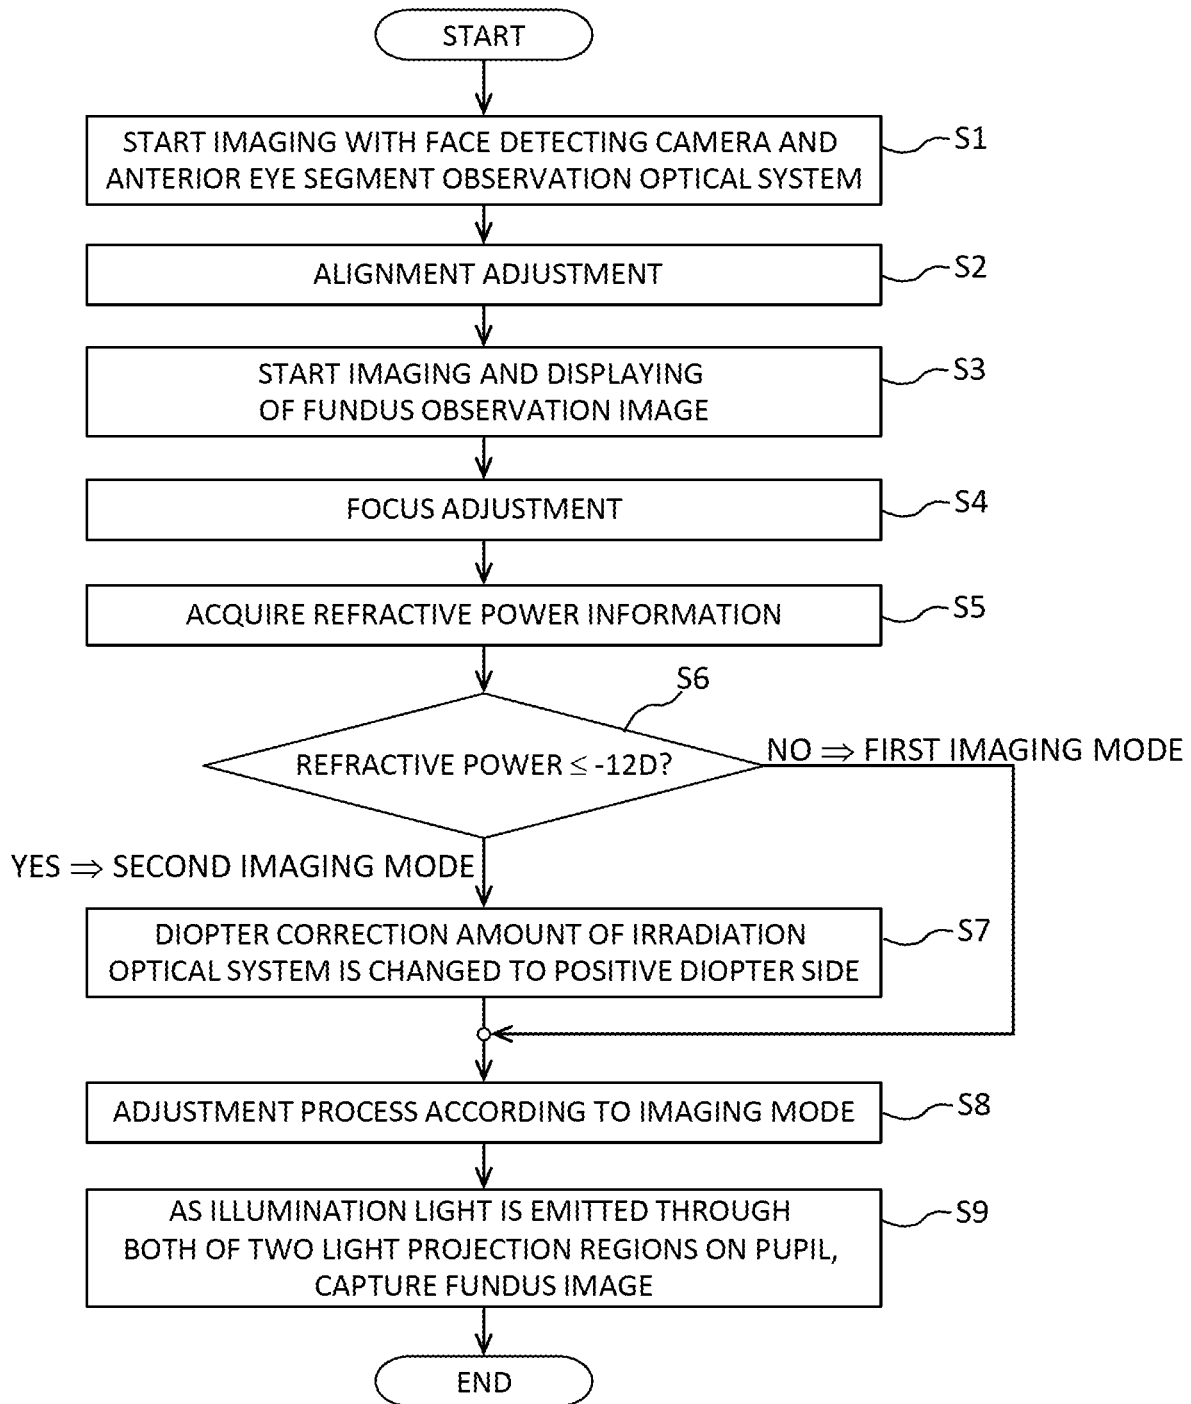 START
START IMAGING WITH FACE DETECTING CAMERA AND
ANTERIOR EYE SEGMENT OBSERVATION OPTICAL SYSTEM
S1
ALIGNMENT ADJUSTMENT
S2
START IMAGING AND DISPLAYING
OF FUNDUS OBSERVATION IMAGE
S3
FOCUS ADJUSTMENT
S4
ACQUIRE REFRACTIVE POWER INFORMATION
S5
S6
REFRACTIVE POWER ≤ -12D?
NO ⇒ FIRST IMAGING MODE
YES ⇒ SECOND IMAGING MODE
DIOPTER CORRECTION AMOUNT OF IRRADIATION
OPTICAL SYSTEM IS CHANGED TO POSITIVE DIOPTER SIDE
S7
ADJUSTMENT PROCESS ACCORDING TO IMAGING MODE
S8
AS ILLUMINATION LIGHT IS EMITTED THROUGH
BOTH OF TWO LIGHT PROJECTION REGIONS ON PUPIL,
CAPTURE FUNDUS IMAGE
S9
END